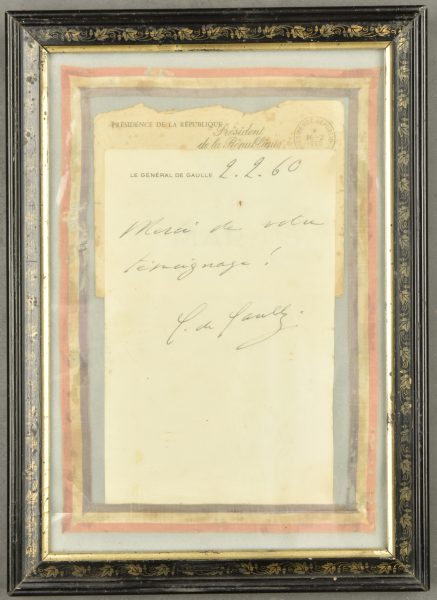 PRÉSIDENCE DE LA RÉPUBLIQUE
Président
de la République
LE GÉNÉRAL DE GAULLE 2.2.60
Merci de votre
témoignage !
C. de Gaulle